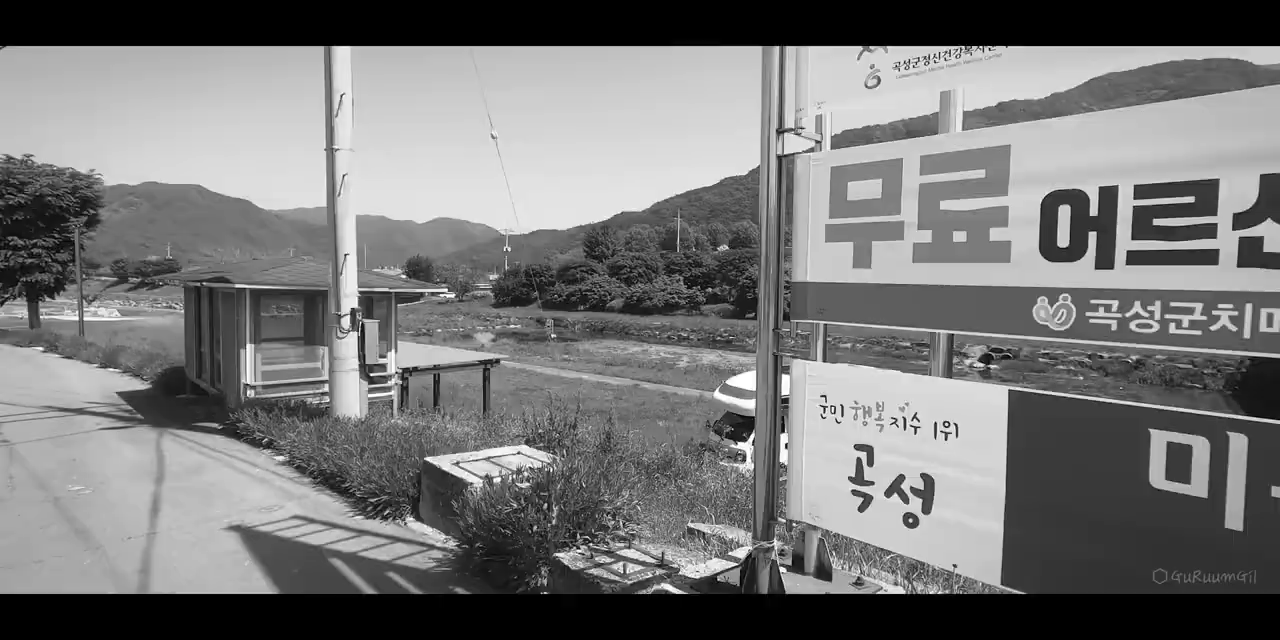 곡성군정신건강복지센터
무료 어르신
곡성군치매
군민 행복지수 1위
곡성
미
GuRuumGil